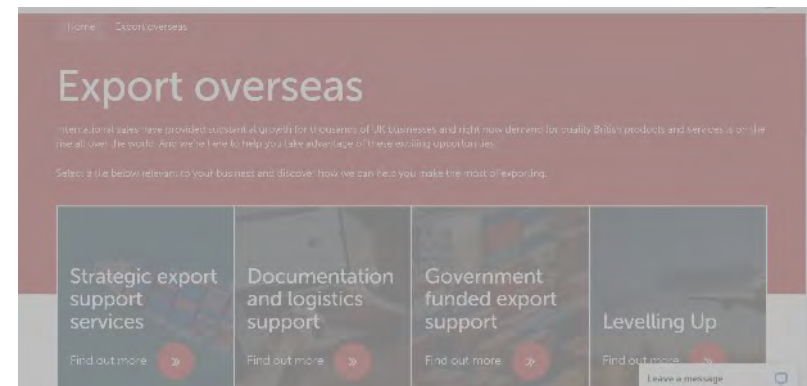 Home Export overseas
Export overseas
International sales have provided substantial growth for thousands of UK businesses and right now demand for quality British products and services is on the
rise all over the world. And we're here to help you take advantage of these exciting opportunities.
Select a tile below relevant to your business and discover how we can help you make the most of exporting.
Strategic export
support
services
Find out more
Documentation
and logistics
support
Find out more
Government
funded export
support
Find out more
Levelling Up
Find out more
Leave a message